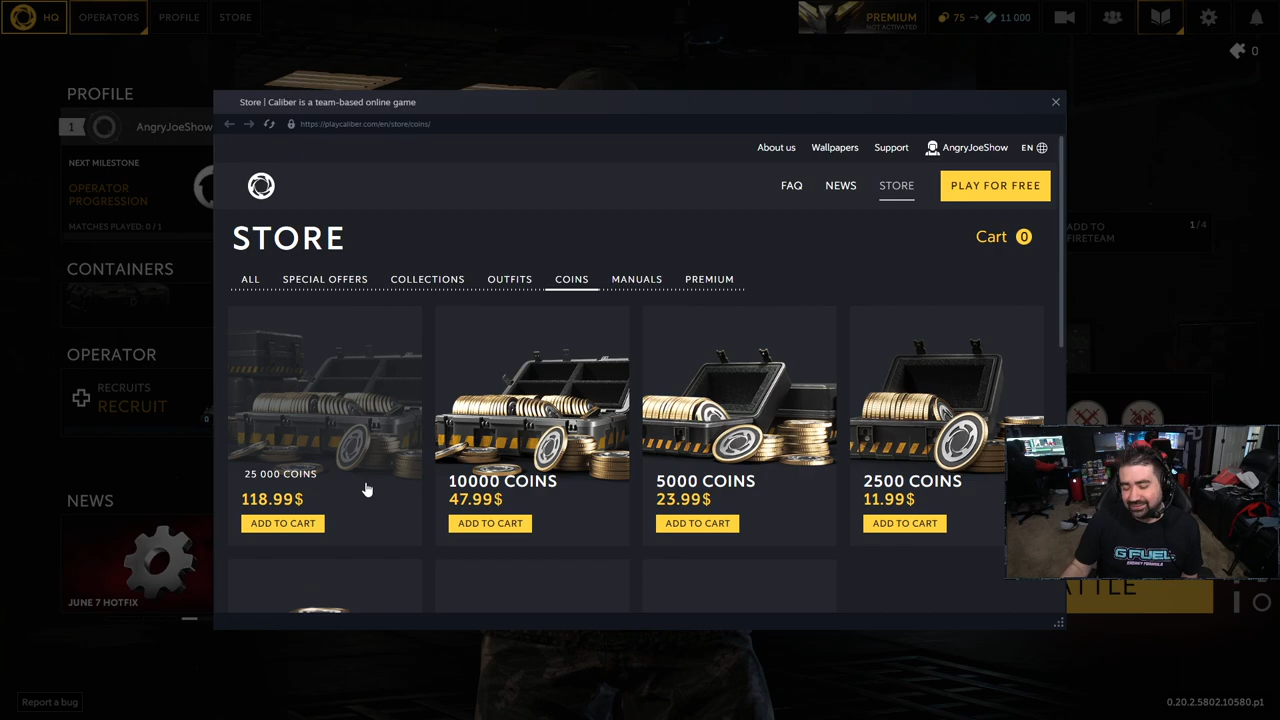 HQ OPERATORS PROFILE STORE PREMIUM NOT ACTIVATED 75 → 11 000
0
PROFILE
1 AngryJoeShow
NEXT MILESTONE
OPERATOR
PROGRESSION
MATCHES PLAYED: 0 / 1
CONTAINERS
OPERATOR
RECRUITS
RECRUIT
NEWS
JUNE 7 HOTFIX
Report a bug
Store | Caliber is a team-based online game
https://playcaliber.com/en/store/coins/
About us Wallpapers Support AngryJoeShow EN
FAQ NEWS STORE PLAY FOR FREE
STORE
Cart 0
ALL SPECIAL OFFERS COLLECTIONS OUTFITS COINS MANUALS PREMIUM
25 000 COINS
118.99$
ADD TO CART
10000 COINS
47.99$
ADD TO CART
5000 COINS
23.99$
ADD TO CART
2500 COINS
11.99$
ADD TO CART
ADD TO
FIRETEAM
1/4
G FUEL
ENERGY FORMULA
0.20.2.5802.10580.p1